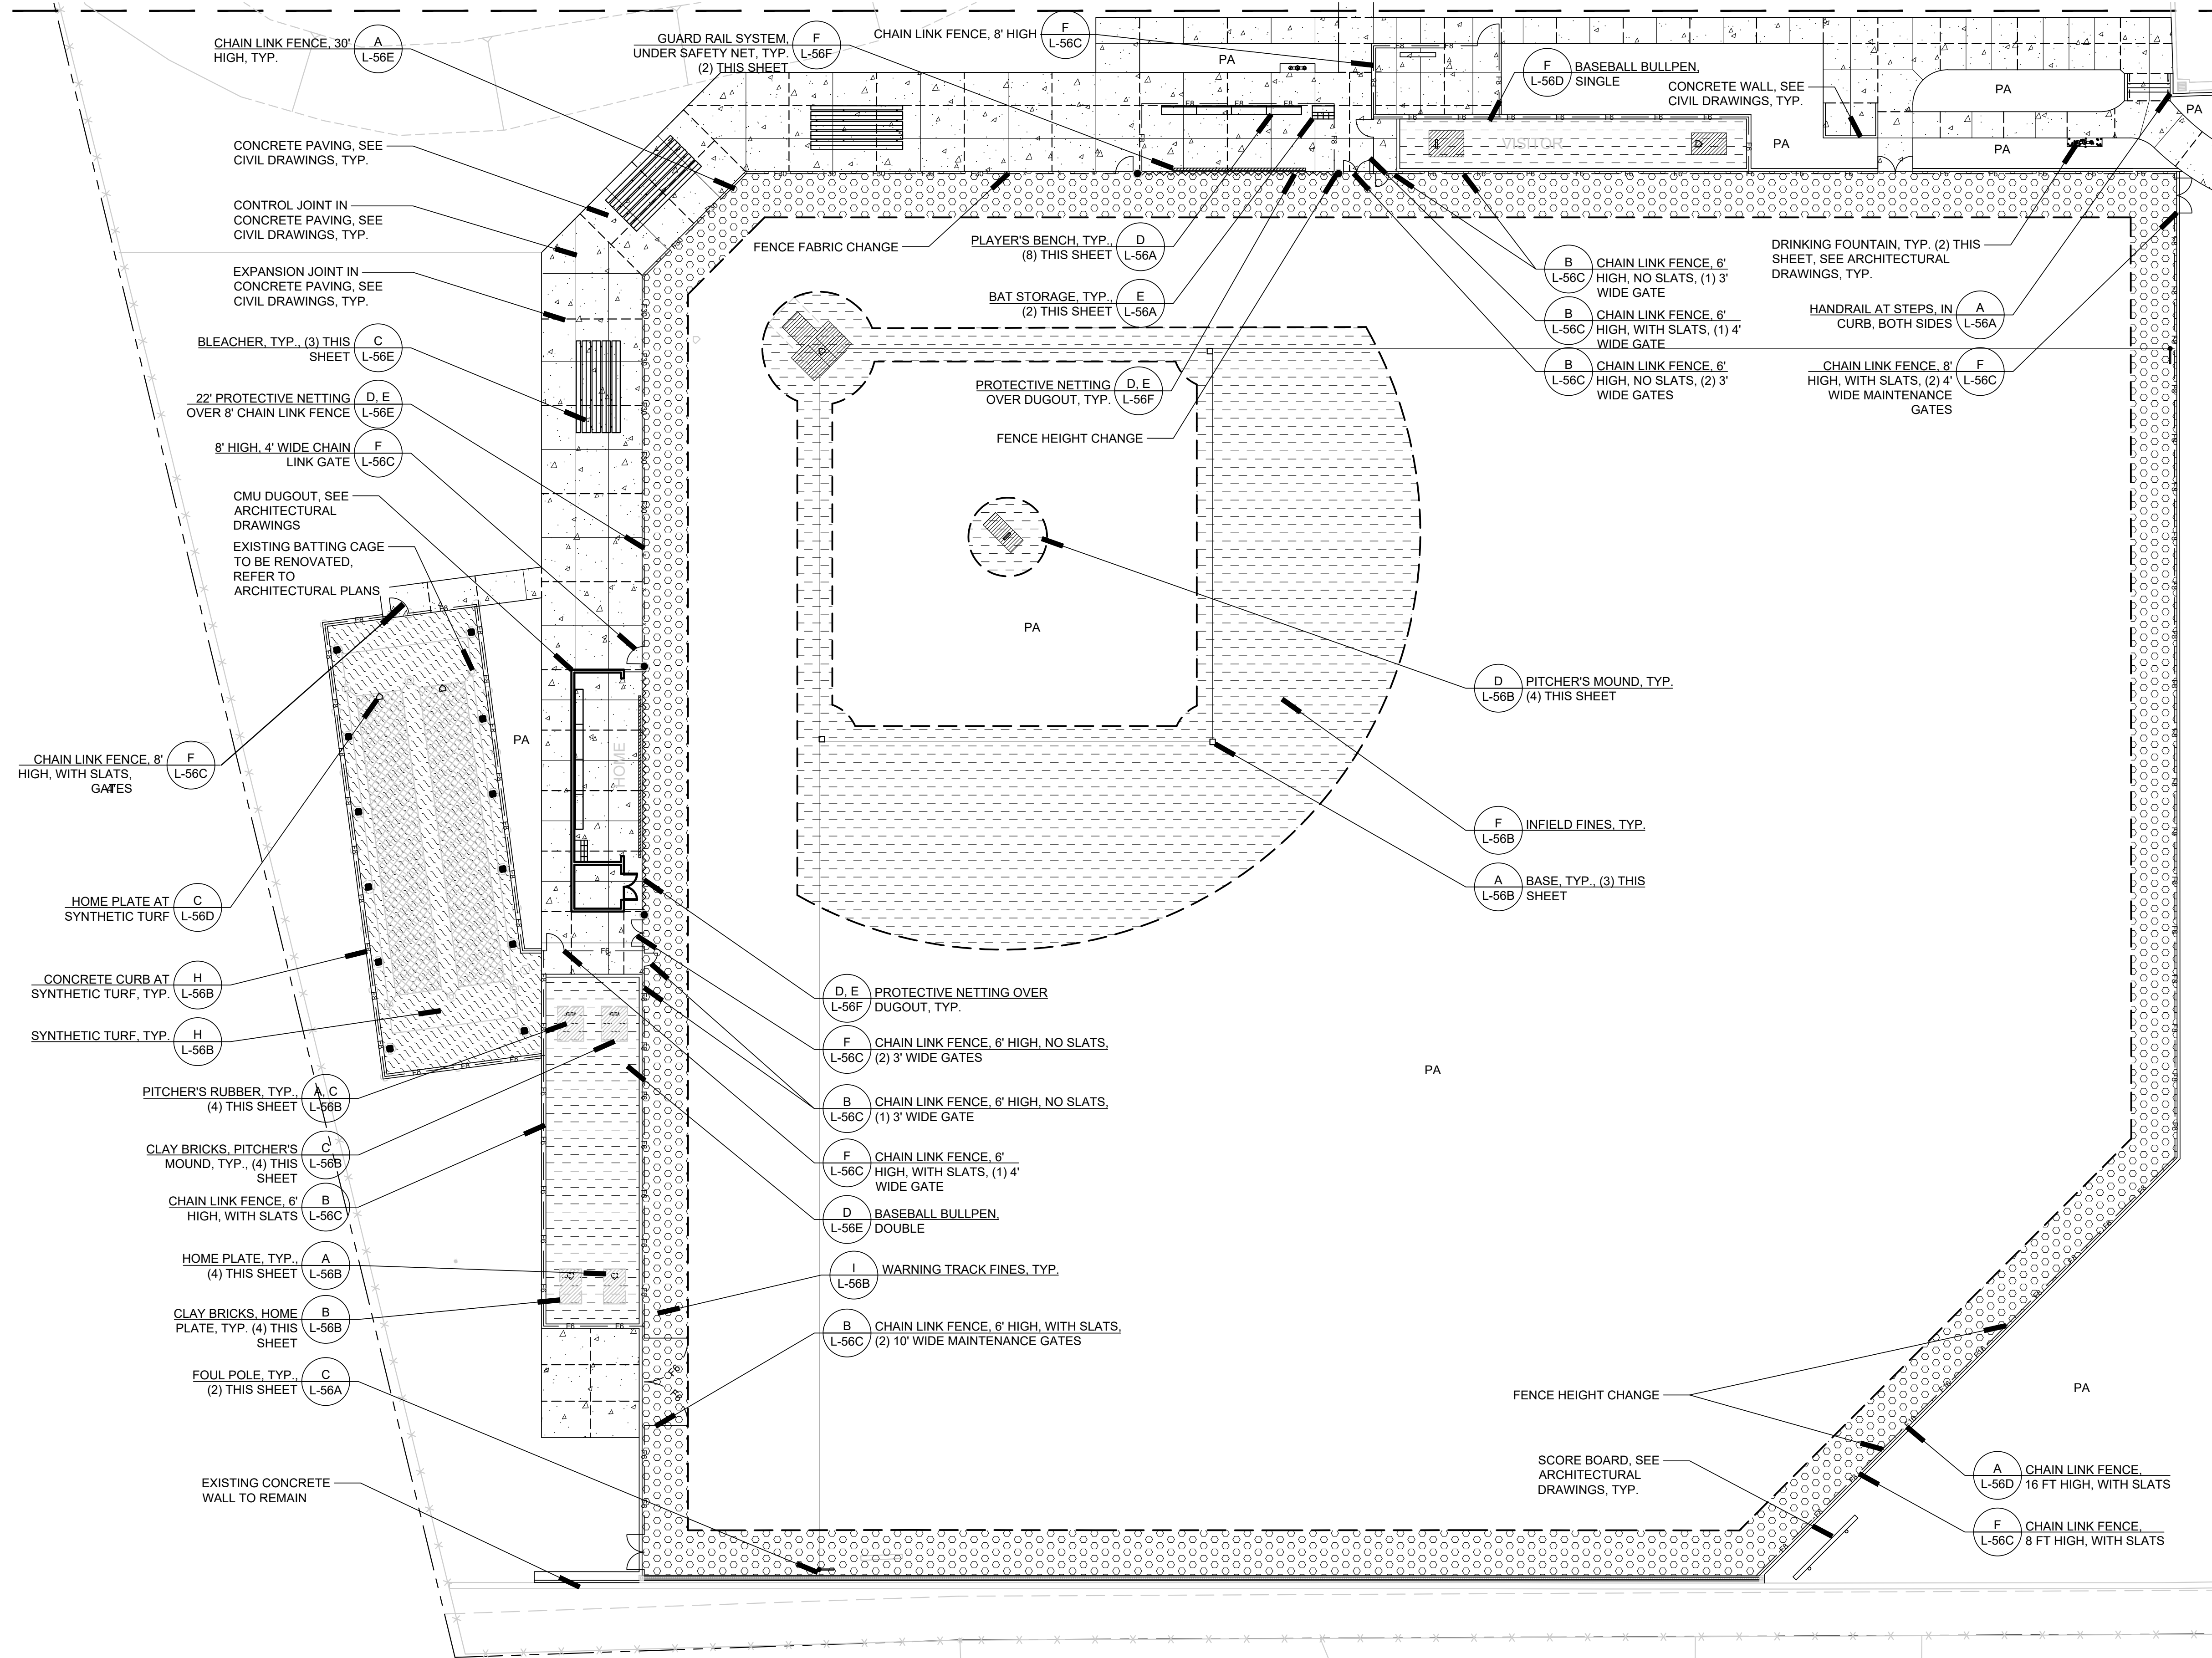 CHAIN LINK FENCE, 30'
HIGH, TYP.
A
L-56E
GUARD RAIL SYSTEM,
UNDER SAFETY NET, TYP.
(2) THIS SHEET
F
L-56F
CHAIN LINK FENCE, 8' HIGH
F
L-56C
PA
F
L-56D
BASEBALL BULLPEN,
SINGLE
CONCRETE WALL, SEE
CIVIL DRAWINGS, TYP.
PA
PA
VISITOR
PA
PA
CONCRETE PAVING, SEE
CIVIL DRAWINGS, TYP.
CONTROL JOINT IN
CONCRETE PAVING, SEE
CIVIL DRAWINGS, TYP.
EXPANSION JOINT IN
CONCRETE PAVING, SEE
CIVIL DRAWINGS, TYP.
BLEACHER, TYP., (3) THIS
SHEET
C
L-56E
22' PROTECTIVE NETTING
OVER 8' CHAIN LINK FENCE
D, E
L-56E
8' HIGH, 4' WIDE CHAIN
LINK GATE
F
L-56C
CMU DUGOUT, SEE
ARCHITECTURAL
DRAWINGS
EXISTING BATTING CAGE
TO BE RENOVATED,
REFER TO
ARCHITECTURAL PLANS
FENCE FABRIC CHANGE
PLAYER'S BENCH, TYP.,
(8) THIS SHEET
D
L-56A
BAT STORAGE, TYP.,
(2) THIS SHEET
E
L-56A
PROTECTIVE NETTING
OVER DUGOUT, TYP.
D, E
L-56F
FENCE HEIGHT CHANGE
B
L-56C
CHAIN LINK FENCE, 6'
HIGH, NO SLATS, (1) 3'
WIDE GATE
B
L-56C
CHAIN LINK FENCE, 6'
HIGH, WITH SLATS, (1) 4'
WIDE GATE
B
L-56C
CHAIN LINK FENCE, 6'
HIGH, NO SLATS, (2) 3'
WIDE GATES
DRINKING FOUNTAIN, TYP. (2) THIS
SHEET, SEE ARCHITECTURAL
DRAWINGS, TYP.
HANDRAIL AT STEPS, IN
CURB, BOTH SIDES
A
L-56A
CHAIN LINK FENCE, 8'
HIGH, WITH SLATS, (2) 4'
WIDE MAINTENANCE
GATES
F
L-56C
PA
D
L-56B
PITCHER'S MOUND, TYP.
(4) THIS SHEET
F
L-56B
INFIELD FINES, TYP.
A
L-56B
BASE, TYP., (3) THIS
SHEET
PA
HOME
CHAIN LINK FENCE, 8'
HIGH, WITH SLATS,
4'
GATES
F
L-56C
HOME PLATE AT
SYNTHETIC TURF
C
L-56D
CONCRETE CURB AT
SYNTHETIC TURF, TYP.
H
L-56B
SYNTHETIC TURF, TYP.
H
L-56B
PITCHER'S RUBBER, TYP.,
(4) THIS SHEET
A, C
L-56B
CLAY BRICKS, PITCHER'S
MOUND, TYP., (4) THIS
SHEET
C
L-56B
CHAIN LINK FENCE, 6'
HIGH, WITH SLATS
B
L-56C
HOME PLATE, TYP.,
(4) THIS SHEET
A
L-56B
CLAY BRICKS, HOME
PLATE, TYP. (4) THIS
SHEET
B
L-56B
FOUL POLE, TYP.,
(2) THIS SHEET
C
L-56A
EXISTING CONCRETE
WALL TO REMAIN
D, E
L-56F
PROTECTIVE NETTING OVER
DUGOUT, TYP.
F
L-56C
CHAIN LINK FENCE, 6' HIGH, NO SLATS,
(2) 3' WIDE GATES
B
L-56C
CHAIN LINK FENCE, 6' HIGH, NO SLATS,
(1) 3' WIDE GATE
F
L-56C
CHAIN LINK FENCE, 6'
HIGH, WITH SLATS, (1) 4'
WIDE GATE
D
L-56E
BASEBALL BULLPEN,
DOUBLE
I
L-56B
WARNING TRACK FINES, TYP.
B
L-56C
CHAIN LINK FENCE, 6' HIGH, WITH SLATS,
(2) 10' WIDE MAINTENANCE GATES
PA
PA
FENCE HEIGHT CHANGE
SCORE BOARD, SEE
ARCHITECTURAL
DRAWINGS, TYP.
A
L-56D
CHAIN LINK FENCE,
16 FT HIGH, WITH SLATS
F
L-56C
CHAIN LINK FENCE,
8 FT HIGH, WITH SLATS